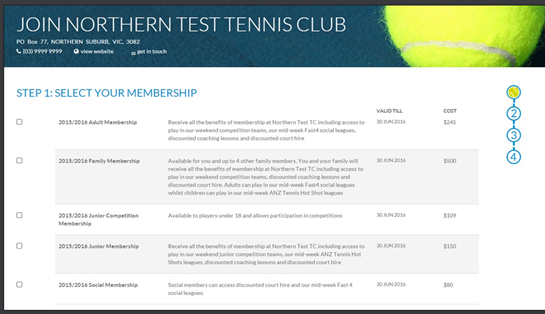 JOIN NORTHERN TEST TENNIS CLUB
PO Box 77, NORTHERN SUBURB, VIC, 3082
(03) 9999 9999 view website get in touch
STEP 1: SELECT YOUR MEMBERSHIP
VALID TILL COST
2015/2016 Adult Membership Receive all the benefits of membership at Northern Test TC including access to 30 JUN 2016 $245
play in our weekend competition teams, our mid-week Fast4 social leagues,
discounted coaching lessons and discounted court hire
2015/2016 Family Membership Available for you and up to 4 other family members. You and your family will 30 JUN 2016 $500
receive all the benefits of membership at Northern Test TC including access to
play in our weekend competition teams, discounted coaching lessons and
discounted court hire. Adults can play in our mid-week Fast4 social leagues
whilst children can play in our mid-week ANZ Tennis Hot Shot leagues
2015/2016 Junior Competition Available to players under 18 and allows participation in competitions 30 JUN 2016 $109
Membership
2015/2016 Junior Membership Receive all the benefits of membership at Northern Test TC including access to 30 JUN 2016 $150
play in our weekend junior competition teams, our mid-week ANZ Tennis Hot
Shots leagues, discounted coaching lessons and discounted court hire
2015/2016 Social Membership Social members can access discounted court hire and our mid-week Fast 4 30 JUN 2016 $80
social leagues.
2
3
4